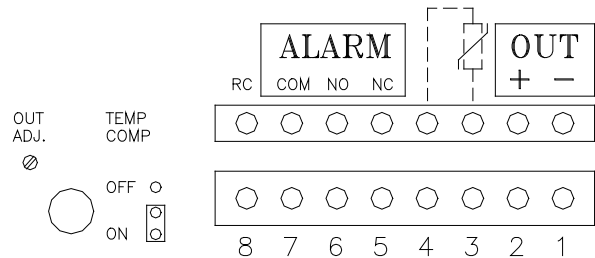 ALARM OUT
RC COM NO NC + −
OUT ADJ.
TEMP COMP
OFF
ON
8 7 6 5 4 3 2 1